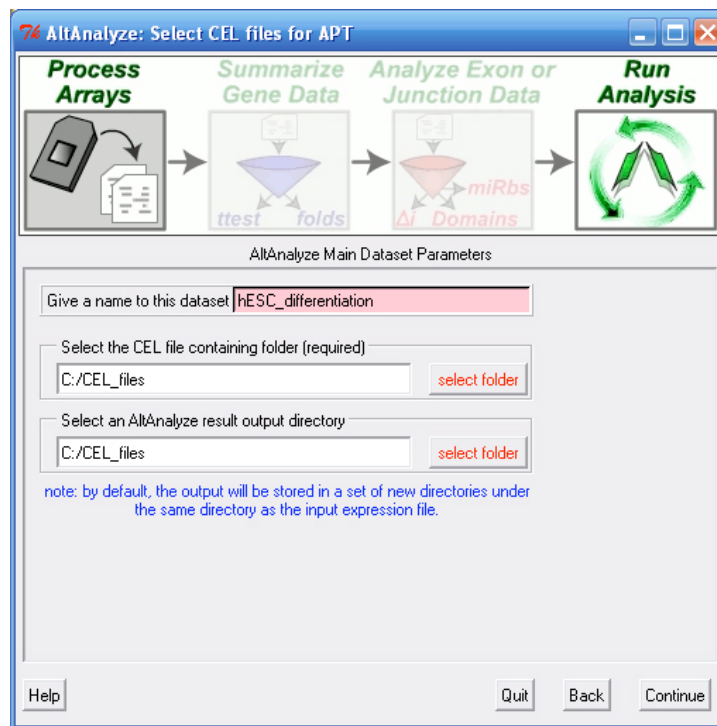 AltAnalyze: Select CEL files for APT
Process Arrays
Summarize Gene Data
Analyze Exon or Junction Data
Run Analysis
ttest folds
miRbs
Δi Domains
AltAnalyze Main Dataset Parameters
Give a name to this dataset hESC_differentiation
Select the CEL file containing folder (required)
C:/CEL_files select folder
Select an AltAnalyze result output directory
C:/CEL_files select folder
note: by default, the output will be stored in a set of new directories under
the same directory as the input expression file.
Help Quit Back Continue